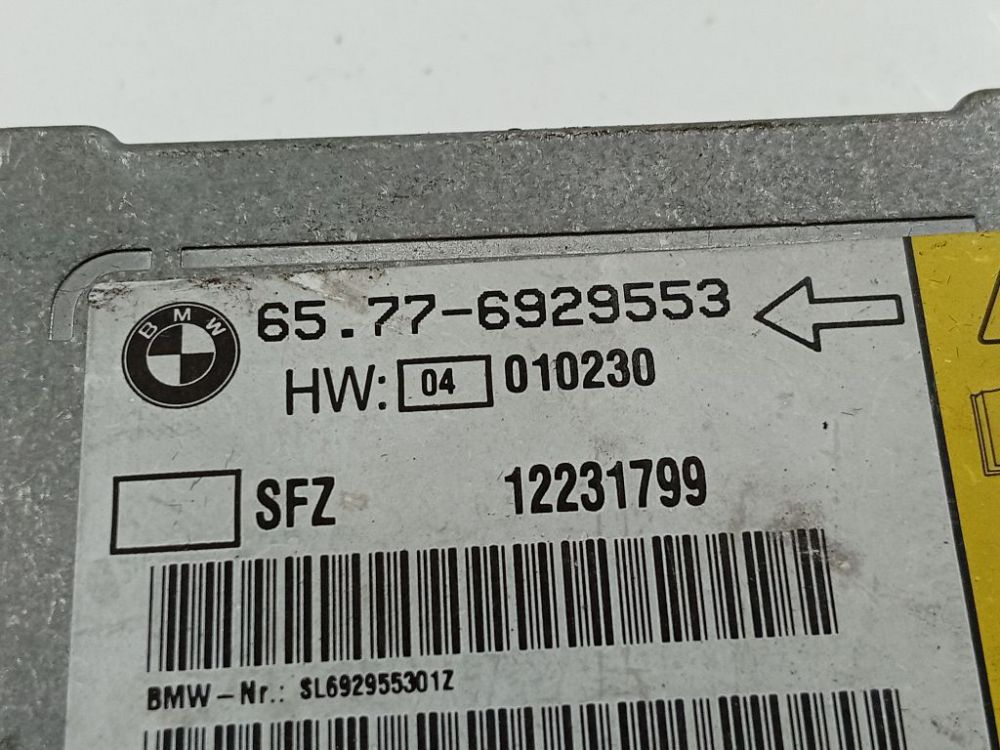 BMW
65.77-6929553
HW: 04 010230
SFZ 12231799
BMW-Nr.: SL692955301Z